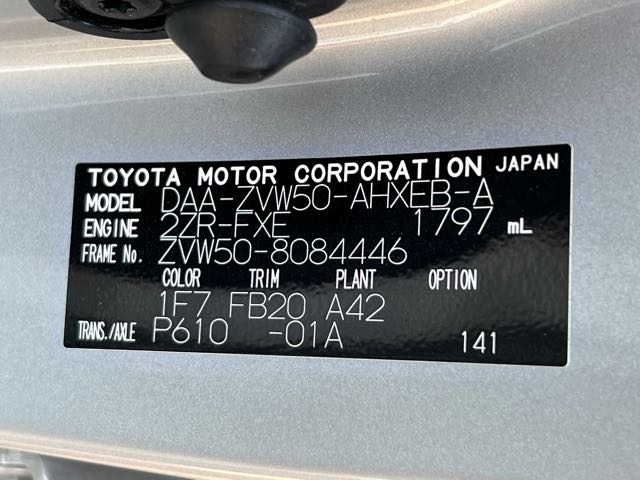 TOYOTA MOTOR CORPORATION JAPAN
MODEL DAA-ZVW50-AHXEB-A
ENGINE 2ZR-FXE 1797 mL
FRAME No. ZVW50-8084446
COLOR TRIM PLANT OPTION
1F7 FB20 A42
TRANS./AXLE P610 -01A 141